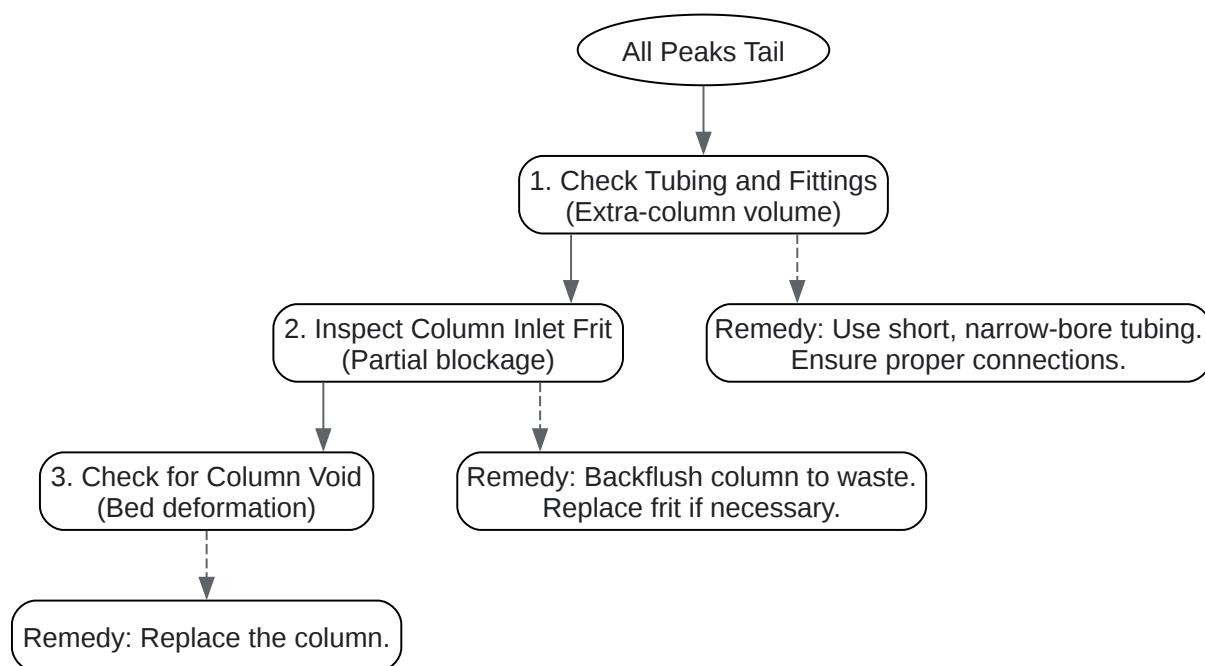 All Peaks Tail
1. Check Tubing and Fittings
(Extra-column volume)
2. Inspect Column Inlet Frit
(Partial blockage)
Remedy: Use short, narrow-bore tubing.
Ensure proper connections.
3. Check for Column Void
(Bed deformation)
Remedy: Backflush column to waste.
Replace frit if necessary.
Remedy: Replace the column.